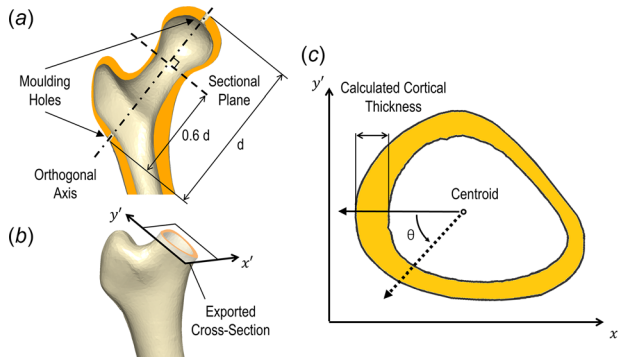 (a)
Moulding
Holes
Sectional
Plane
0.6 d
d
Orthogonal
Axis
(b)
y′
x′
Exported
Cross-Section
(c)
y′
Calculated Cortical
Thickness
Centroid
θ
x